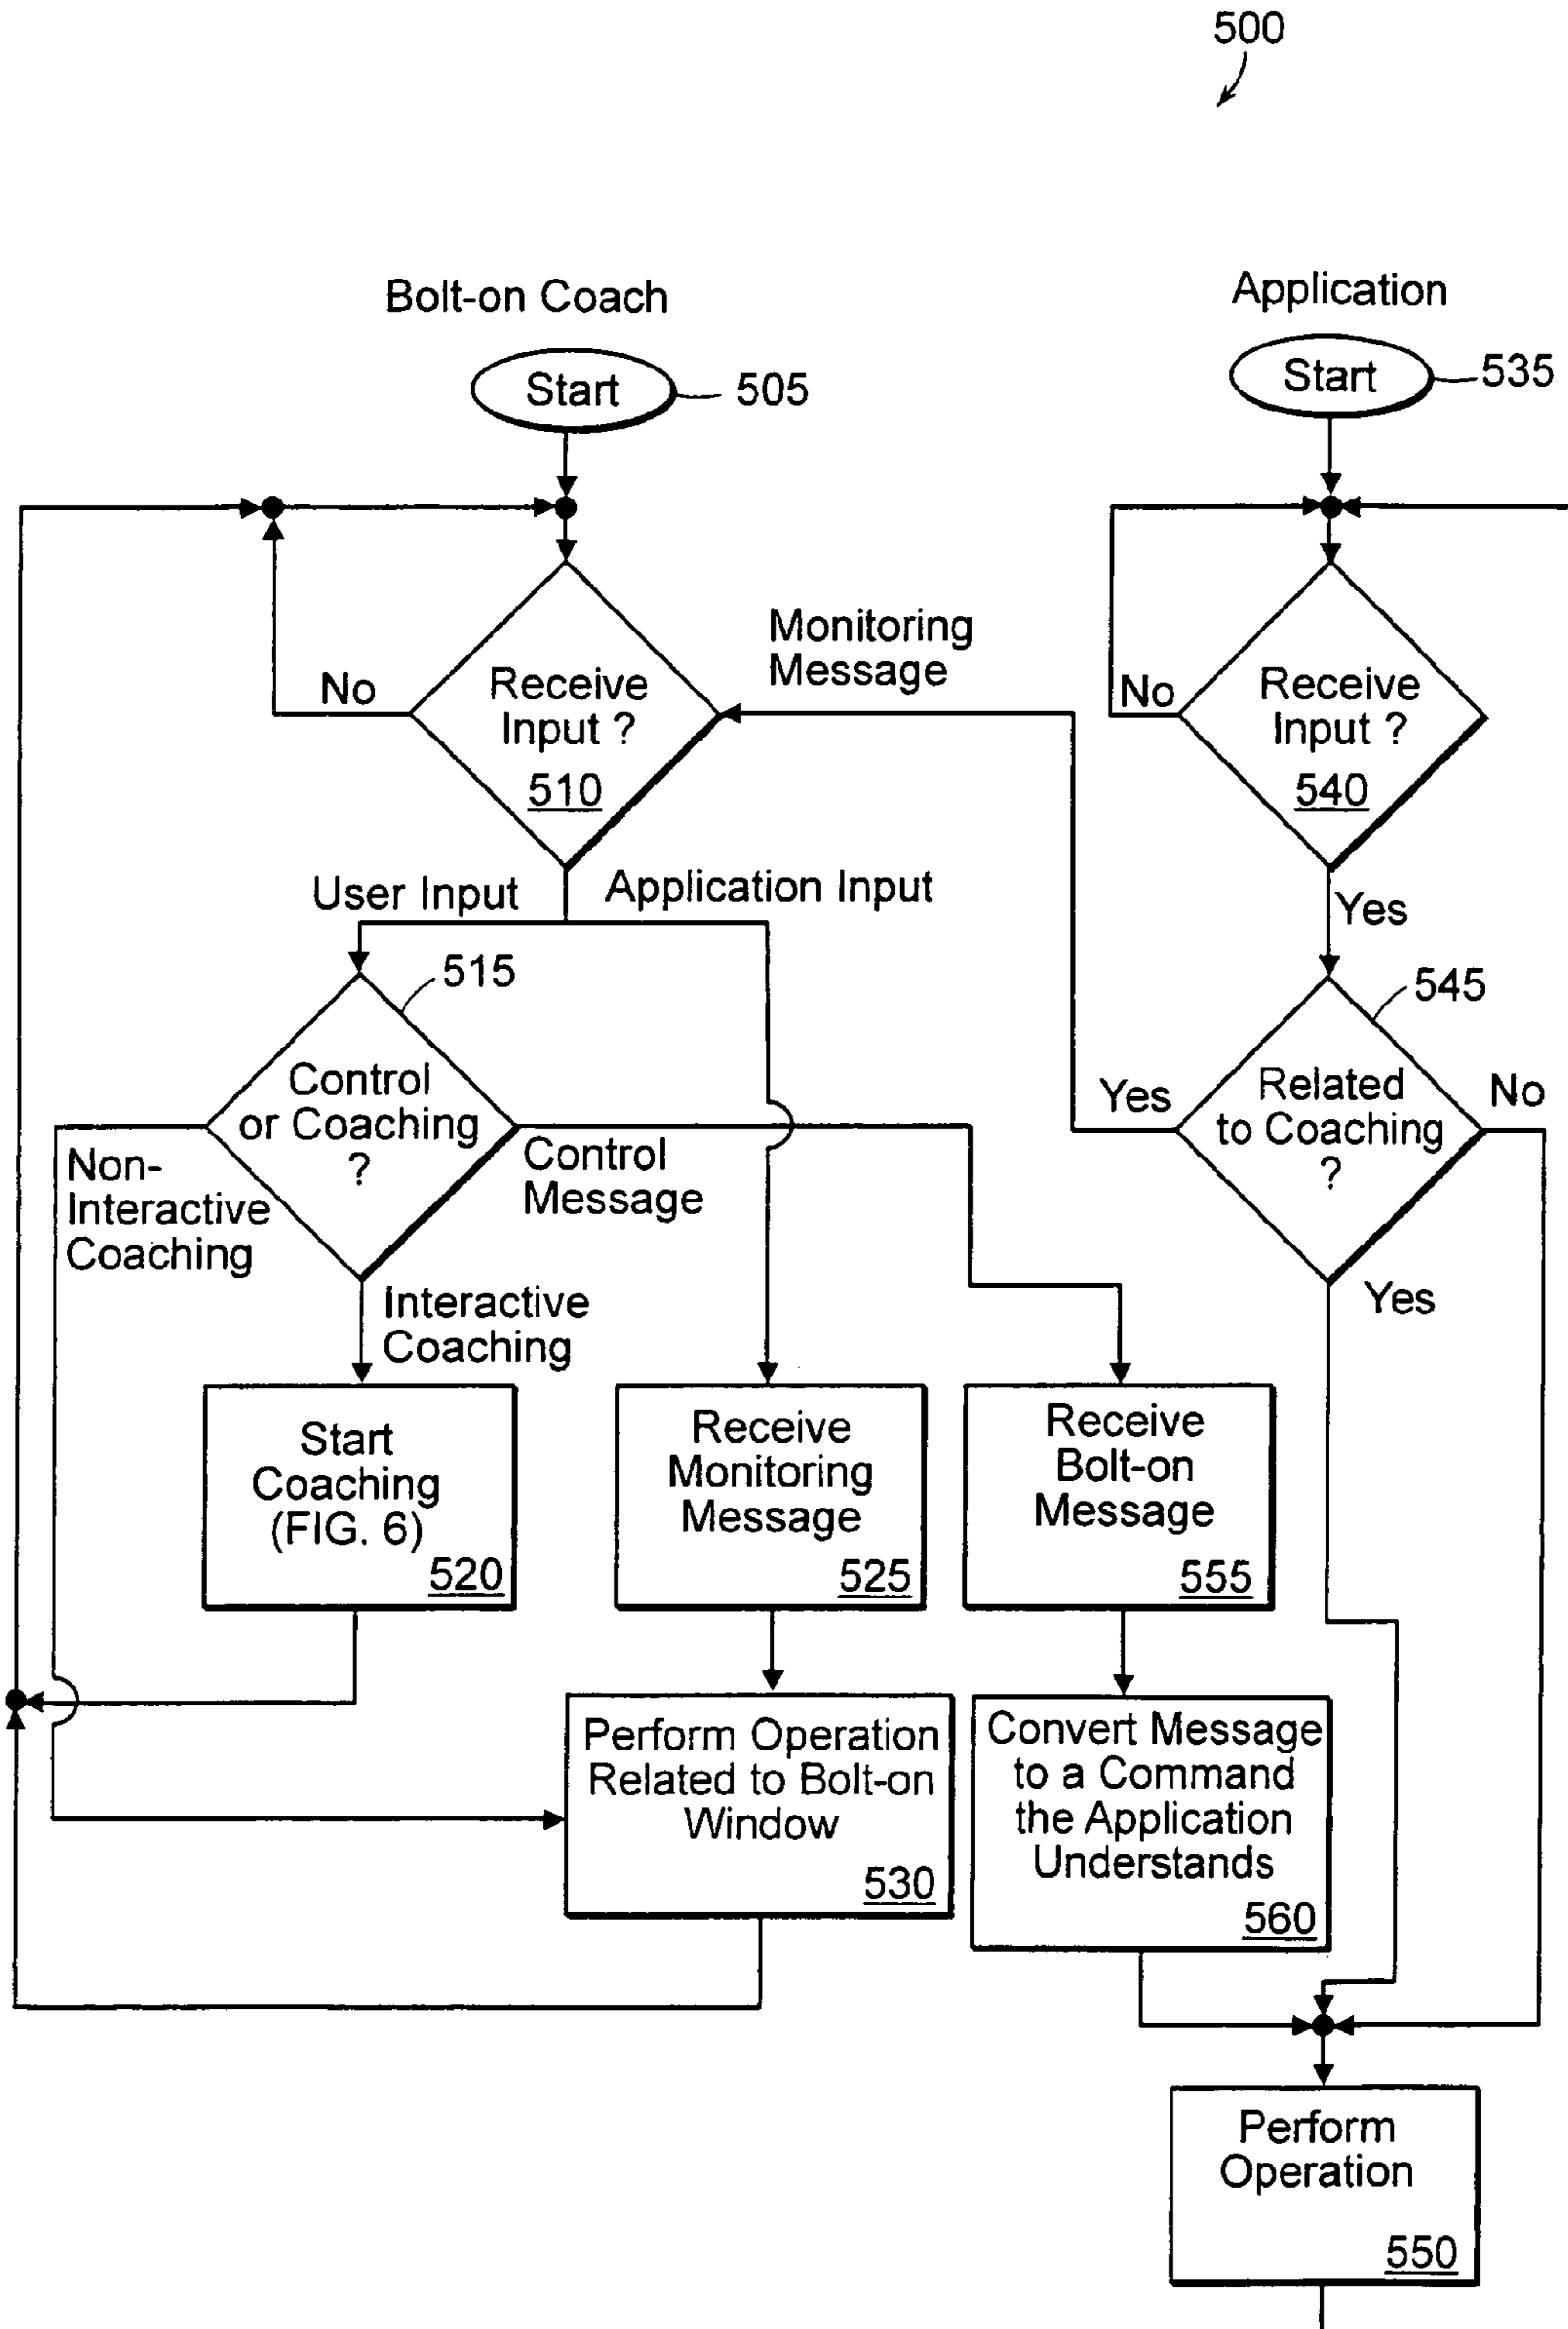 500
Bolt-on Coach
Application
Start
505
Start
535
Monitoring
Message
No
Receive
Input ?
510
No
Receive
Input ?
540
User Input
Application Input
Yes
515
545
Control
or Coaching
?
Yes
Related
to Coaching
?
No
Non-
Interactive
Coaching
Control
Message
Interactive
Coaching
Yes
Start
Coaching
(FIG. 6)
520
Receive
Monitoring
Message
525
Receive
Bolt-on
Message
555
Perform Operation
Related to Bolt-on
Window
530
Convert Message
to a Command
the Application
Understands
560
Perform
Operation
550